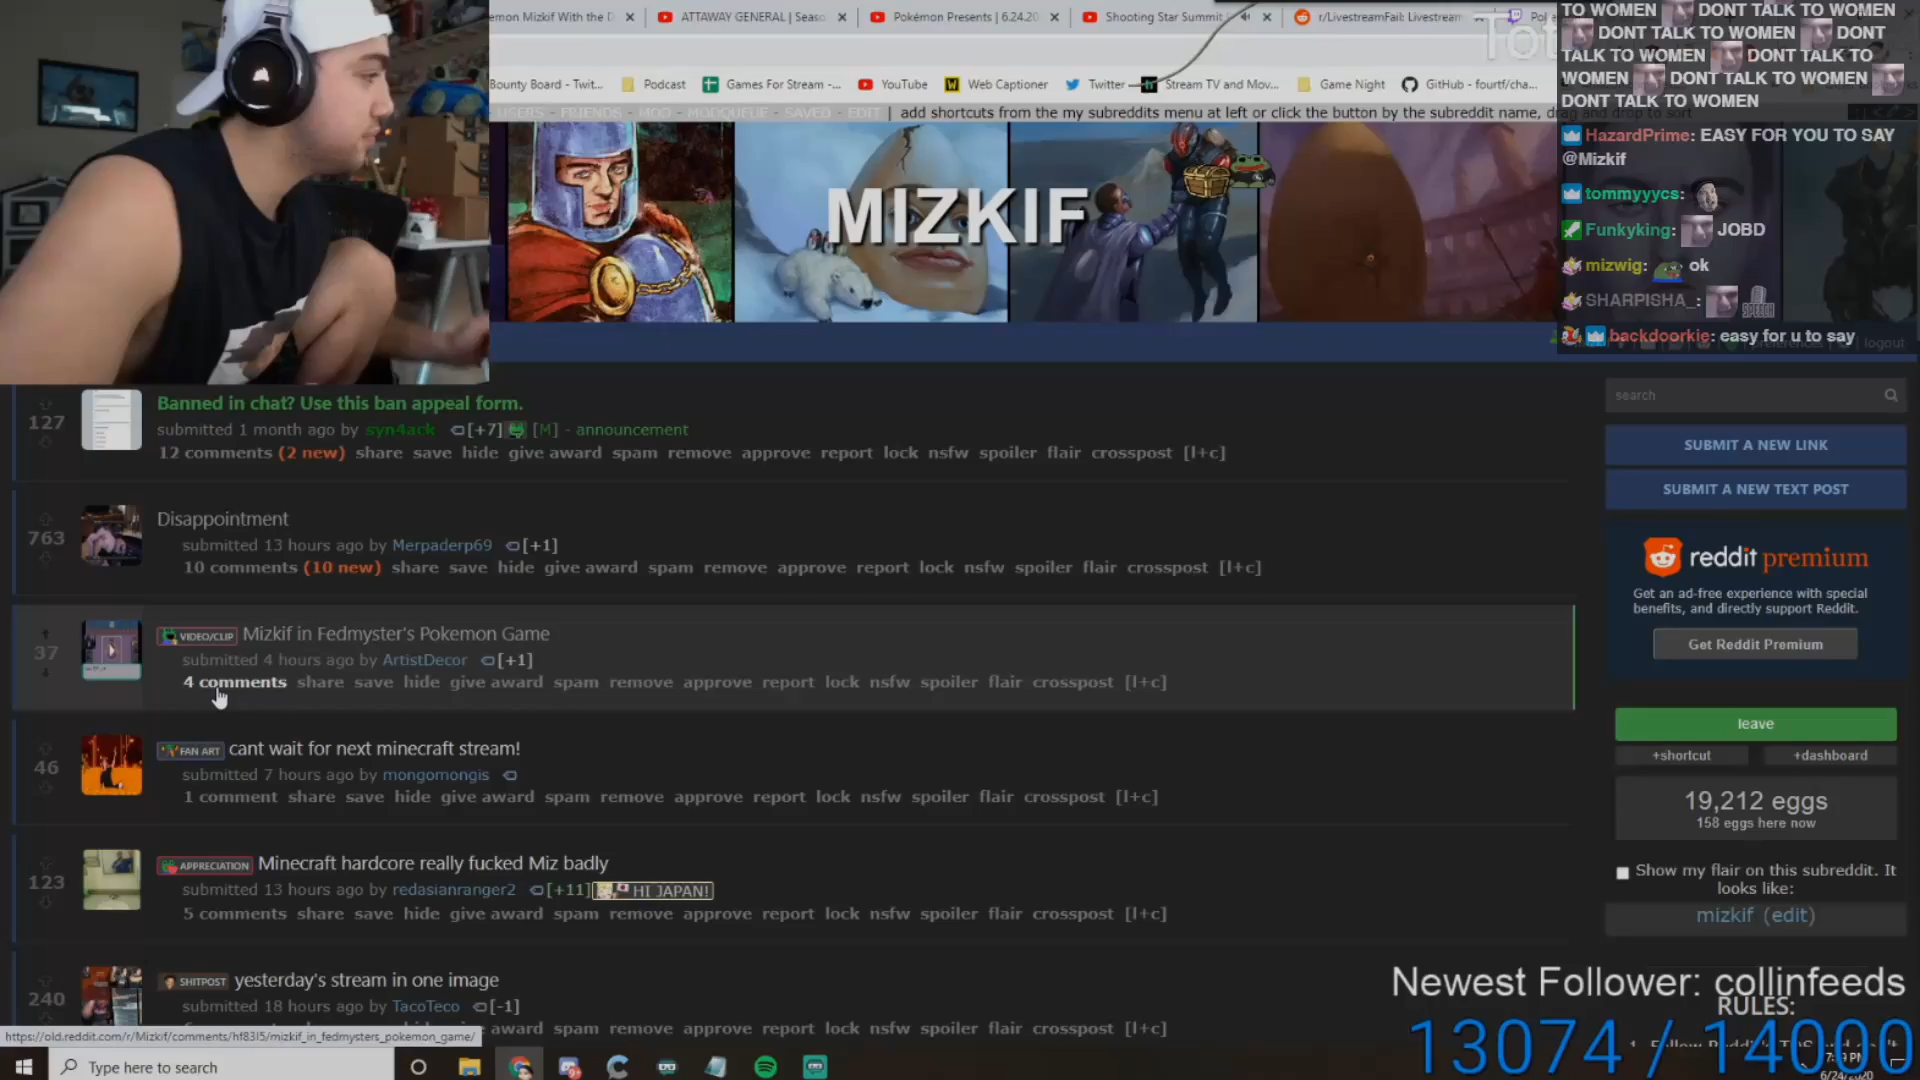 emon Mizkif With the D
ATTAWAY GENERAL | Seaso
Pokémon Presents | 6.24.20
Shooting Star Summit
r/LivestreamFail: Livestream
Bounty Board - Twit...
Podcast
Games For Stream -...
YouTube
Web Captioner
Twitter
Stream TV and Mov...
Game Night
GitHub - fourtf/cha...
USERS - FRIENDS - MOD - MODQUEUE - SAVED - EDIT | add shortcuts from the my subreddits menu at left or click the button by the subreddit name, drag and drop to sort
TO WOMEN DONT TALK TO WOMEN
DONT TALK TO WOMEN DONT
TALK TO WOMEN DONT TALK TO
WOMEN DONT TALK TO WOMEN
DONT TALK TO WOMEN
HazardPrime: EASY FOR YOU TO SAY
@Mizkif
tommyyycs:
Funkyking: JOBD
mizwig: ok
SHARPISHA_: SPEECH
backdoorkie: easy for u to say
logout
MIZKIF
127
Banned in chat? Use this ban appeal form.
submitted 1 month ago by syn4ack [+7] [M] - announcement
12 comments (2 new) share save hide give award spam remove approve report lock nsfw spoiler flair crosspost [l+c]
763
Disappointment
submitted 13 hours ago by Merpaderp69 [+1]
10 comments (10 new) share save hide give award spam remove approve report lock nsfw spoiler flair crosspost [l+c]
37
VIDEO/CLIP Mizkif in Fedmyster's Pokemon Game
submitted 4 hours ago by ArtistDecor [+1]
4 comments share save hide give award spam remove approve report lock nsfw spoiler flair crosspost [l+c]
46
FAN ART cant wait for next minecraft stream!
submitted 7 hours ago by mongomongis
1 comment share save hide give award spam remove approve report lock nsfw spoiler flair crosspost [l+c]
123
APPRECIATION Minecraft hardcore really fucked Miz badly
submitted 13 hours ago by redasianranger2 [+11] HI JAPAN!
5 comments share save hide give award spam remove approve report lock nsfw spoiler flair crosspost [l+c]
240
SHITPOST yesterday's stream in one image
submitted 18 hours ago by TacoTeco [-1]
spam remove approve report lock nsfw spoiler flair crosspost [l+c]
search
SUBMIT A NEW LINK
SUBMIT A NEW TEXT POST
reddit premium
Get an ad-free experience with special
benefits, and directly support Reddit.
Get Reddit Premium
leave
+shortcut
+dashboard
19,212 eggs
158 eggs here now
Show my flair on this subreddit. It
looks like:
mizkif (edit)
Newest Follower: collinfeeds
RULES:
13074 / 14000
https://old.reddit.com/r/Mizkif/comments/hf83l5/mizkif_in_fedmysters_pokemon_game/
Type here to search
6/24/2020